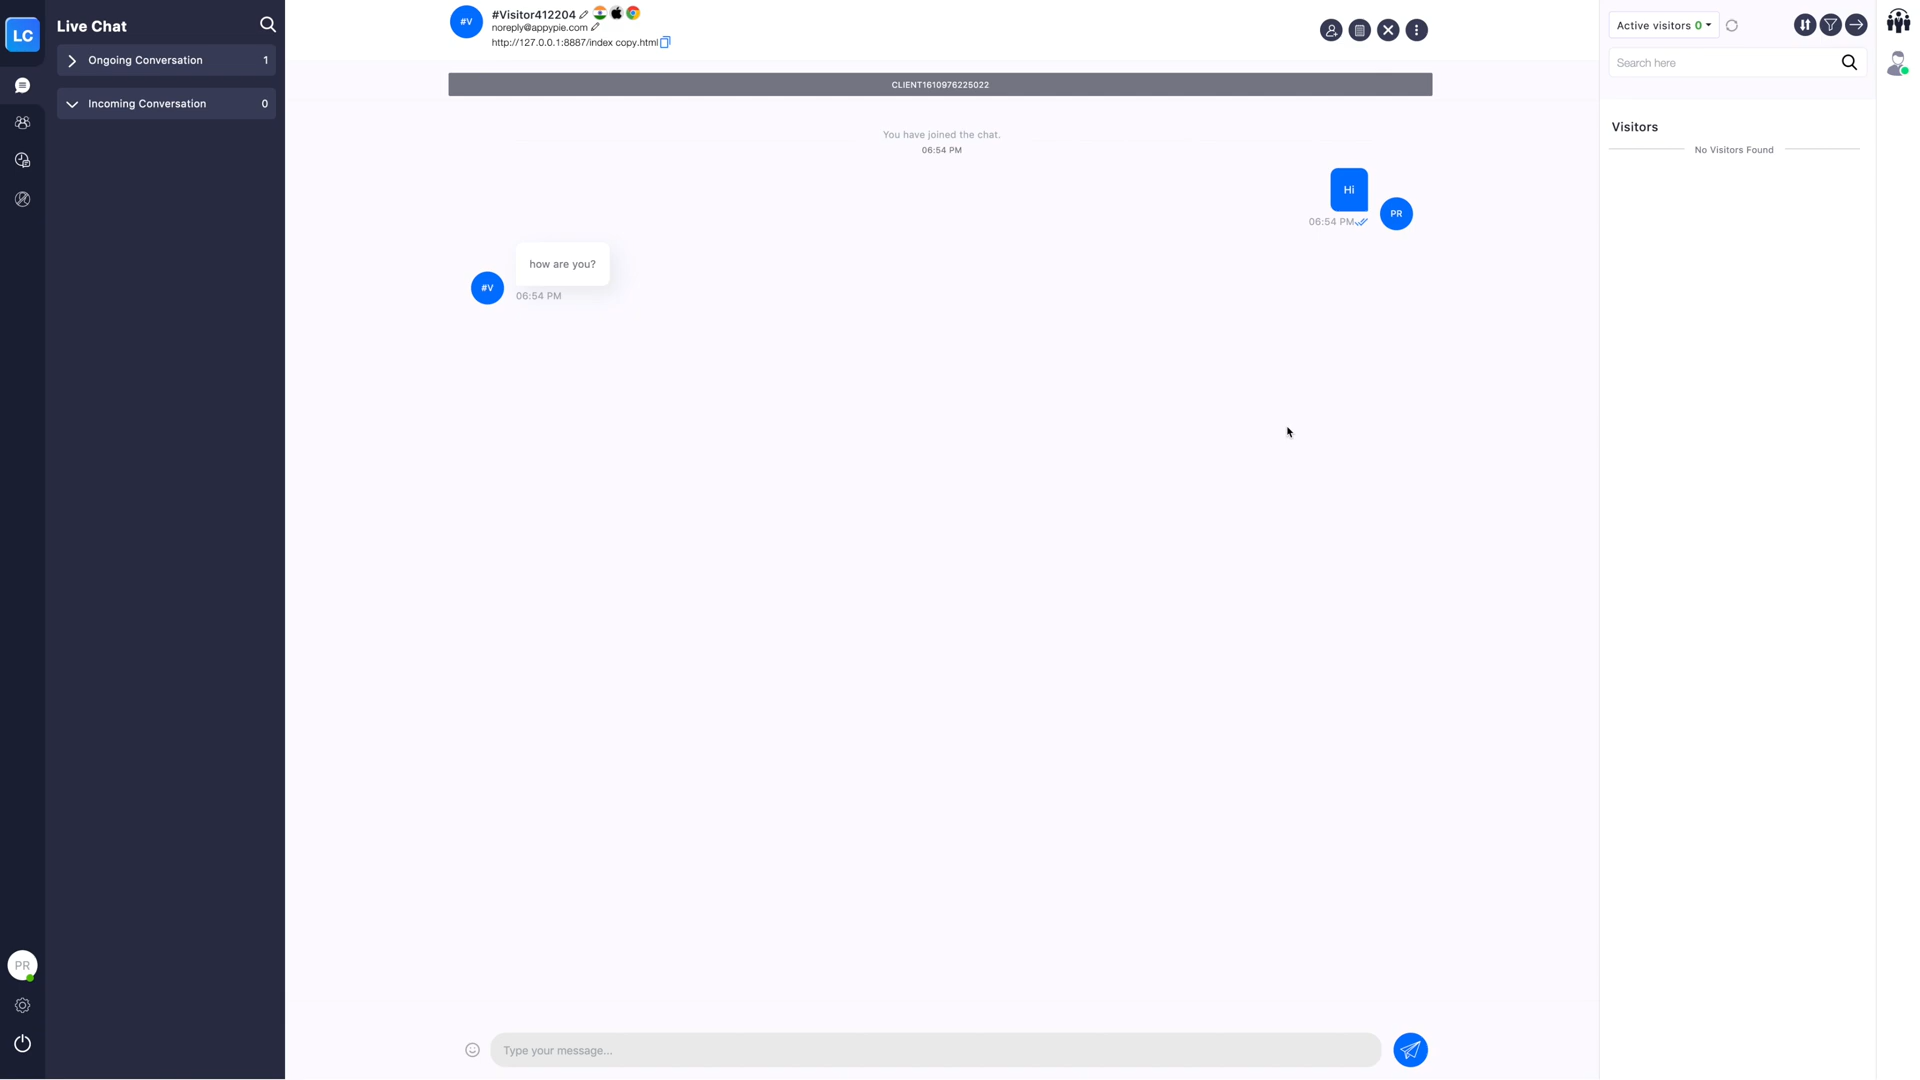 LC
Live Chat
Ongoing Conversation 1
Incoming Conversation 0
PR
#V
#Visitor412204
noreply@appypie.com
http://127.0.0.1:8887/index copy.html
CLIENT1610976225022
You have joined the chat.
06:54 PM
Hi
06:54 PM
PR
how are you?
#V
06:54 PM
Type your message...
Active visitors 0
Search here
Visitors
No Visitors Found